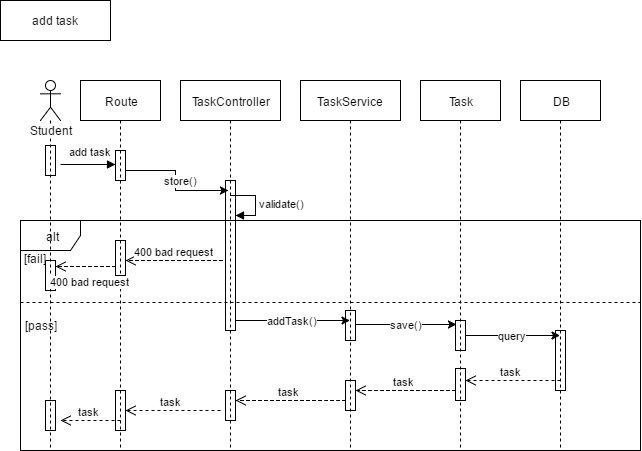 add task
Route
TaskController
TaskService
Task
DB
Student
add task
store()
validate()
alt
[fail]
400 bad request
400 bad request
[pass]
addTask()
save()
query
task
task
task
task
task